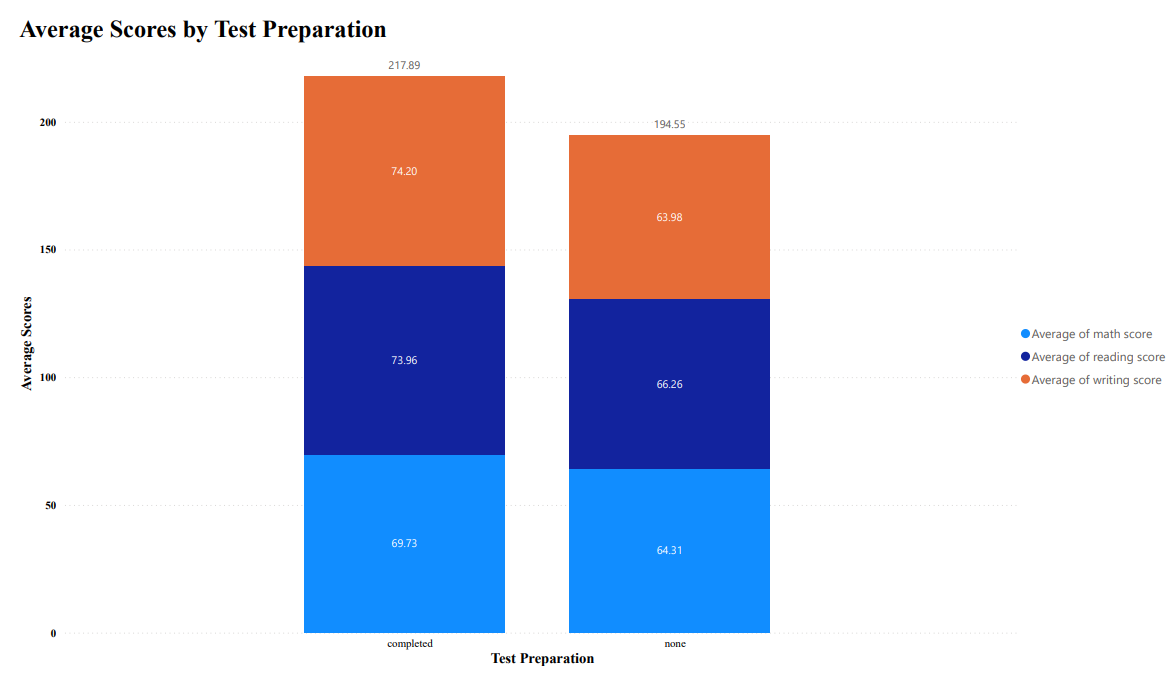 Average Scores by Test Preparation
217.89
200
194.55
74.20
63.98
150
Average of math score
73.96
Average of reading score
Average Scores
100
Average of writing score
66.26
50
69.73
64.31
0
completed
none
Test Preparation